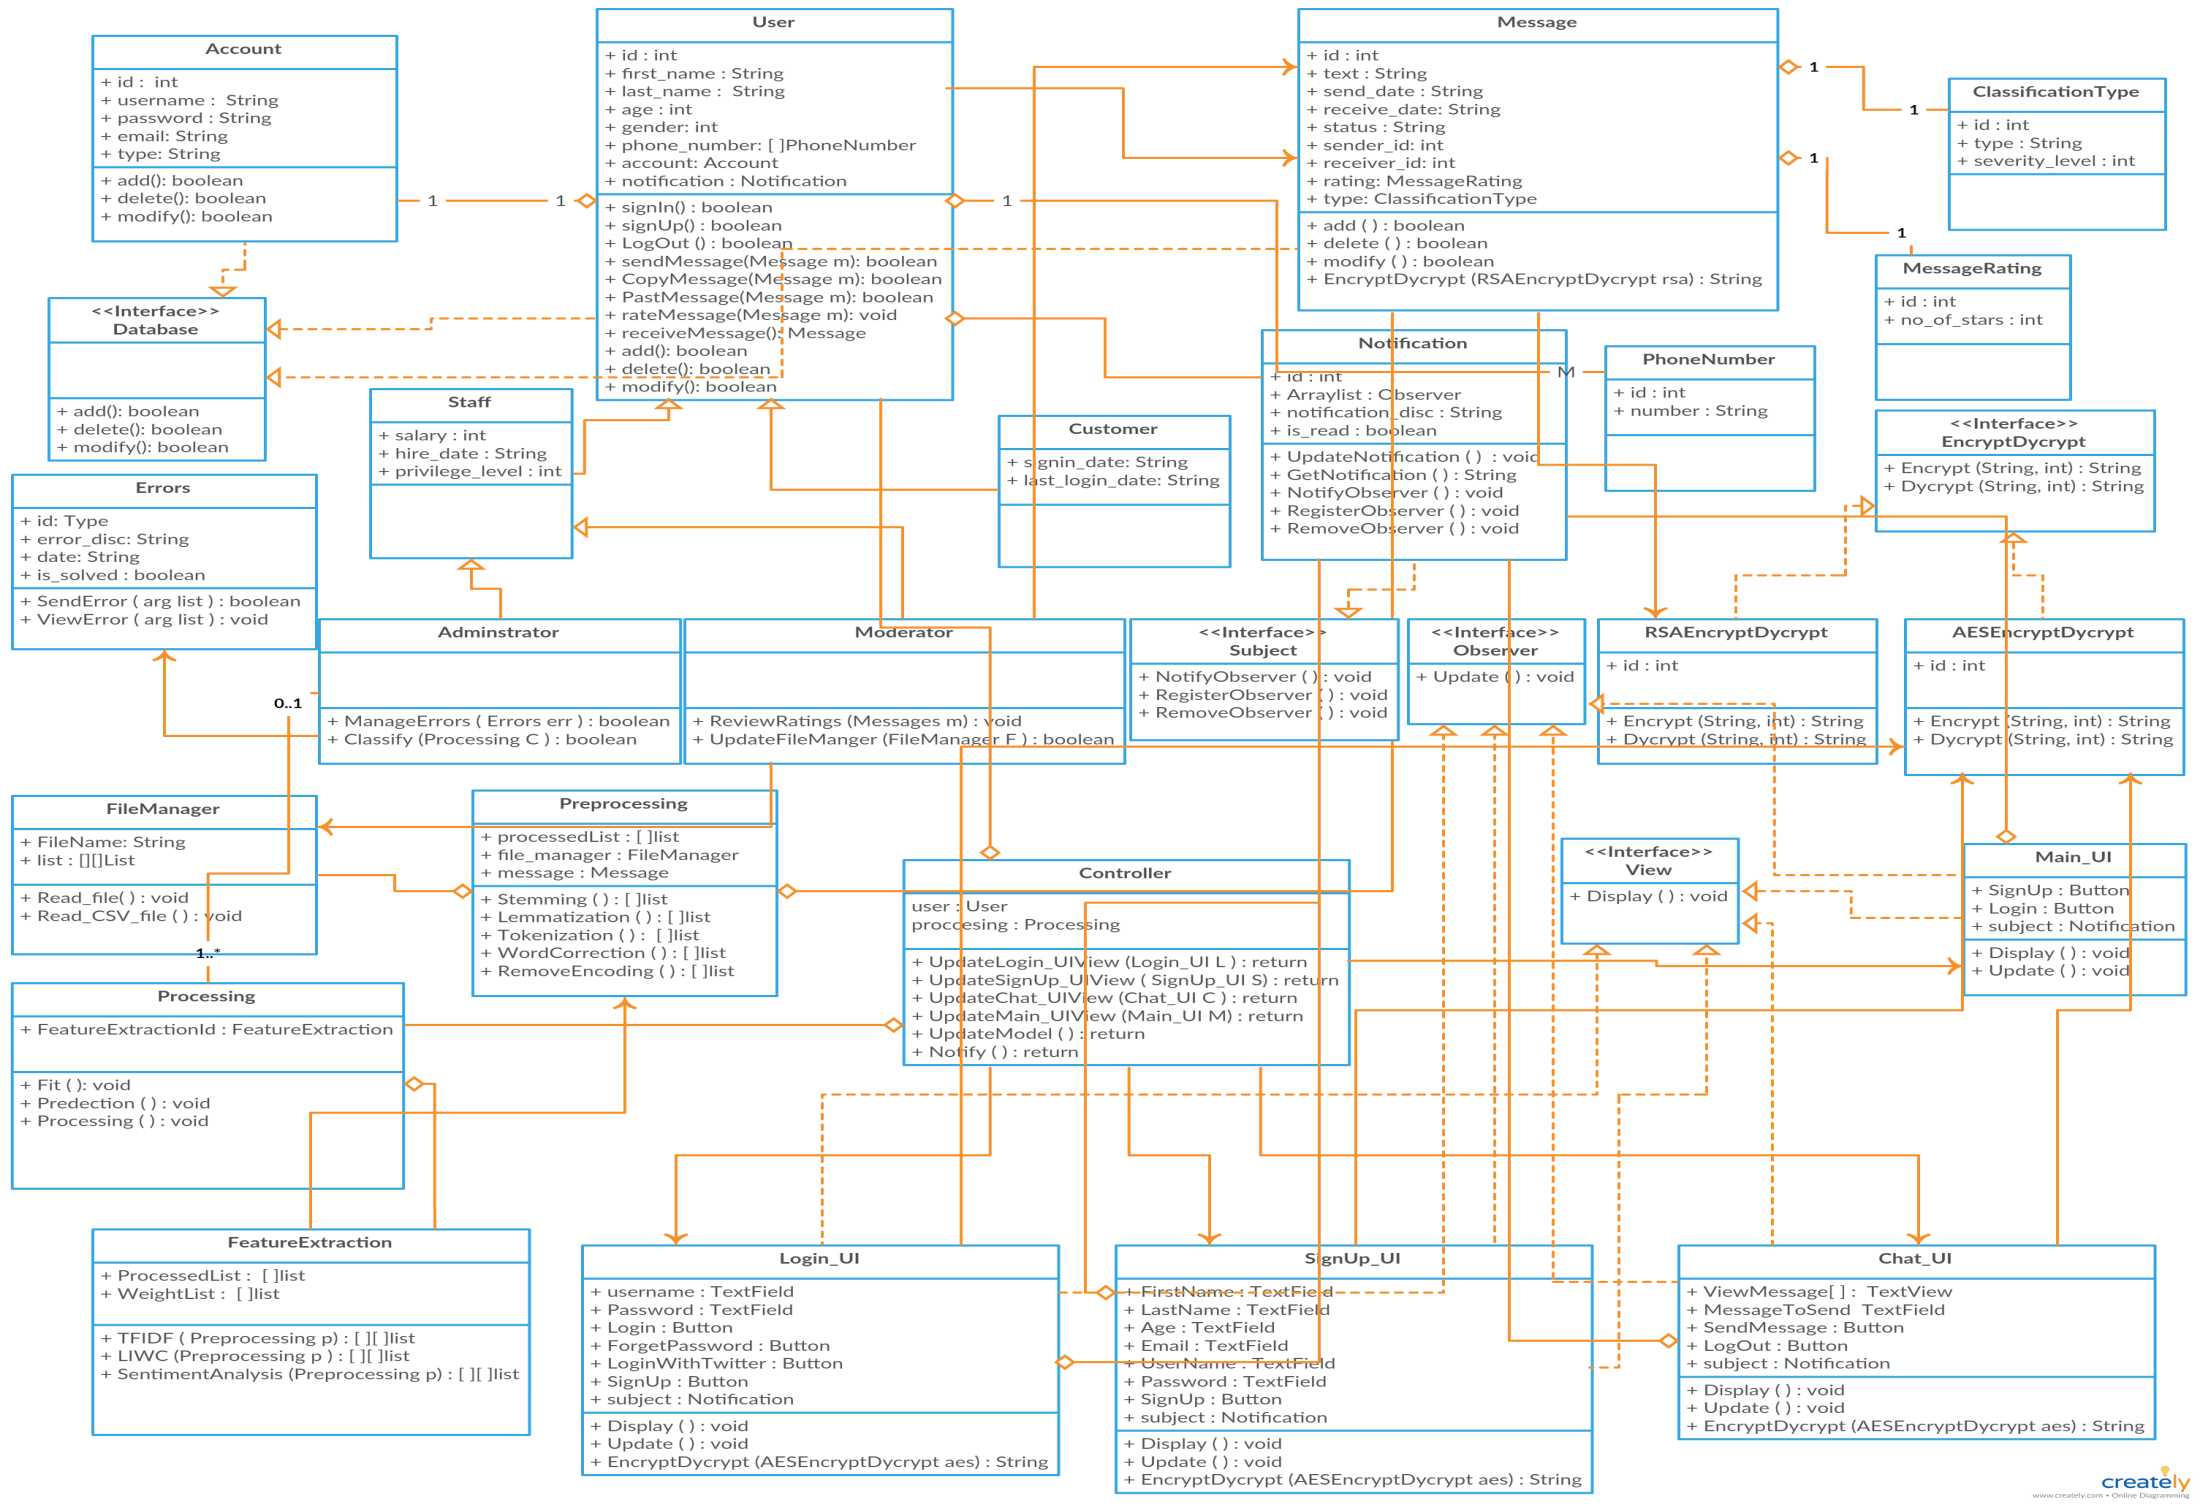 Account
+ id : int
+ username : String
+ password : String
+ email: String
+ type: String
+ add(): boolean
+ delete(): boolean
+ modify(): boolean
User
+ id : int
+ first_name : String
+ last_name : String
+ age : int
+ gender: int
+ phone_number: [ ]PhoneNumber
+ account: Account
+ notification : Notification
+ signIn() : boolean
+ signUp() : boolean
+ LogOut () : boolean
+ sendMessage(Message m): boolean
+ CopyMessage(Message m): boolean
+ PastMessage(Message m): boolean
+ rateMessage(Message m): void
+ receiveMessage(): Message
+ add(): boolean
+ delete(): boolean
+ modify(): boolean
Message
+ id : int
+ text : String
+ send_date : String
+ receive_date: String
+ status : String
+ sender_id: int
+ receiver_id: int
+ rating: MessageRating
+ type: ClassificationType
+ add ( ) : boolean
+ delete ( ) : boolean
+ modify ( ) : boolean
+ EncryptDycrypt (RSAEncryptDycrypt rsa) : String
1
1
1
1
1
1
1
M
ClassificationType
+ id : int
+ type : String
+ severity_level : int
MessageRating
+ id : int
+ no_of_stars : int
<<Interface>>
Database
+ add(): boolean
+ delete(): boolean
+ modify(): boolean
Staff
+ salary : int
+ hire_date : String
+ privilege_level : int
Customer
+ signin_date: String
+ last_login_date: String
Notification
+ id : int
+ Arraylist : Observer
+ notification_disc : String
+ is_read : boolean
+ UpdateNotification ( ) : void
+ GetNotification ( ) : String
+ NotifyObserver ( ) : void
+ RegisterObserver ( ) : void
+ RemoveObserver ( ) : void
PhoneNumber
+ id : int
+ number : String
<<Interface>>
EncryptDycrypt
+ Encrypt (String, int) : String
+ Dycrypt (String, int) : String
Errors
+ id: Type
+ error_disc: String
+ date: String
+ is_solved : boolean
+ SendError ( arg list ) : boolean
+ ViewError ( arg list ) : void
Adminstrator
+ ManageErrors ( Errors err ) : boolean
+ Classify (Processing C ) : boolean
Moderator
+ ReviewRatings (Messages m) : void
+ UpdateFileManger (FileManager F ) : boolean
<<Interface>>
Subject
+ NotifyObserver ( ) : void
+ RegisterObserver ( ) : void
+ RemoveObserver ( ) : void
<<Interface>>
Observer
+ Update ( ) : void
RSAEncryptDycrypt
+ id : int
+ Encrypt (String, int) : String
+ Dycrypt (String, int) : String
AESEncryptDycrypt
+ id : int
+ Encrypt (String, int) : String
+ Dycrypt (String, int) : String
0..1
1..*
FileManager
+ FileName: String
+ list : [][]List
+ Read_file() : void
+ Read_CSV_file ( ) : void
Preprocessing
+ processedList : [ ]list
+ file_manager : FileManager
+ message : Message
+ Stemming ( ) : [ ]list
+ Lemmatization ( ) : [ ]list
+ Tokenization ( ) : [ ]list
+ WordCorrection ( ) : [ ]list
+ RemoveEncoding ( ) : [ ]list
Controller
user : User
proccesing : Processing
+ UpdateLogin_UIView (Login_UI L ) : return
+ UpdateSignUp_UIView ( SignUp_UI S) : return
+ UpdateChat_UIView (Chat_UI C ) : return
+ UpdateMain_UIView (Main_UI M) : return
+ UpdateModel ( ) : return
+ Notify ( ) : return
<<Interface>>
View
+ Display ( ) : void
Main_UI
+ SignUp : Button
+ Login : Button
+ subject : Notification
+ Display ( ) : void
+ Update ( ) : void
Processing
+ FeatureExtractionId : FeatureExtraction
+ Fit ( ): void
+ Predection ( ) : void
+ Processing ( ) : void
FeatureExtraction
+ ProcessedList : [ ]list
+ WeightList : [ ]list
+ TFIDF ( Preprocessing p) : [ ][ ]list
+ LIWC (Preprocessing p ) : [ ][ ]list
+ SentimentAnalysis (Preprocessing p) : [ ][ ]list
Login_UI
+ username : TextField
+ Password : TextField
+ Login : Button
+ ForgetPassword : Button
+ LoginWithTwitter : Button
+ SignUp : Button
+ subject : Notification
+ Display ( ) : void
+ Update ( ) : void
+ EncryptDycrypt (AESEncryptDycrypt aes) : String
SignUp_UI
+ FirstName : TextField
+ LastName : TextField
+ Age : TextField
+ Email : TextField
+ UserName : TextField
+ Password : TextField
+ SignUp : Button
+ subject : Notification
+ Display ( ) : void
+ Update ( ) : void
+ EncryptDycrypt (AESEncryptDycrypt aes) : String
Chat_UI
+ ViewMessage[ ] : TextView
+ MessageToSend TextField
+ SendMessage : Button
+ LogOut : Button
+ subject : Notification
+ Display ( ) : void
+ Update ( ) : void
+ EncryptDycrypt (AESEncryptDycrypt aes) : String
creately
www.creately.com • Online Diagramming